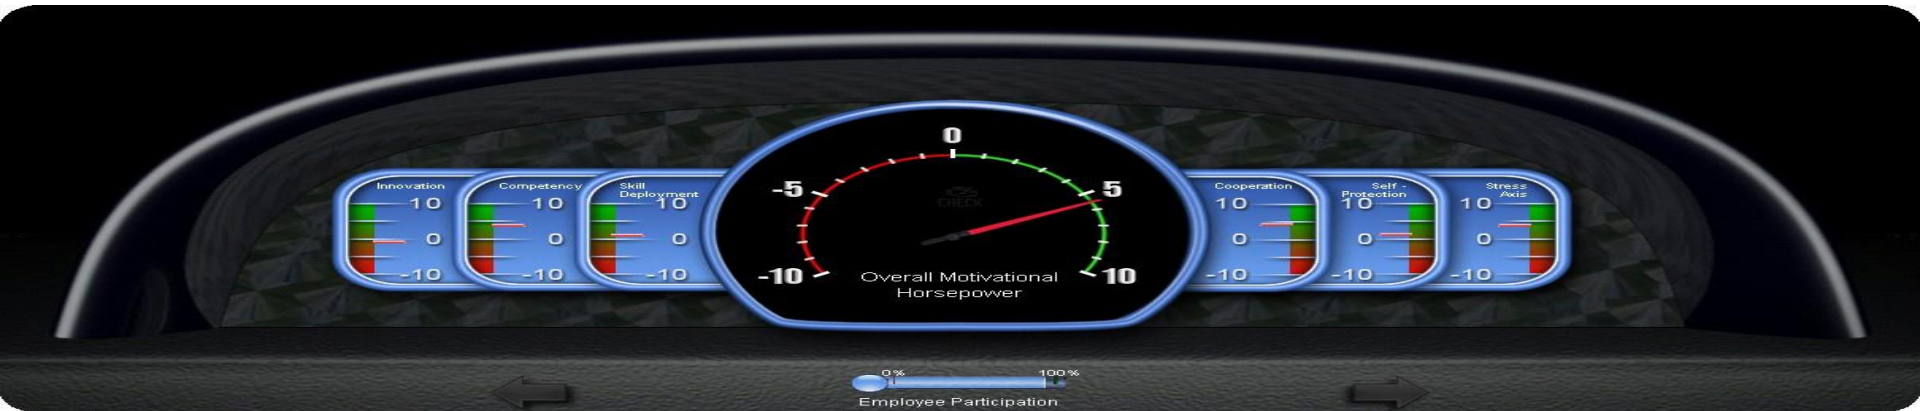 0
-5
5
-10
10
CHECK
Overall Motivational
Horsepower
Innovation
10
0
-10
Competency
10
0
-10
Skill
Deployment
10
0
-10
Cooperation
10
0
-10
Self -
Protection
10
0
-10
Stress
Axis
10
0
-10
0%
100%
Employee Participation